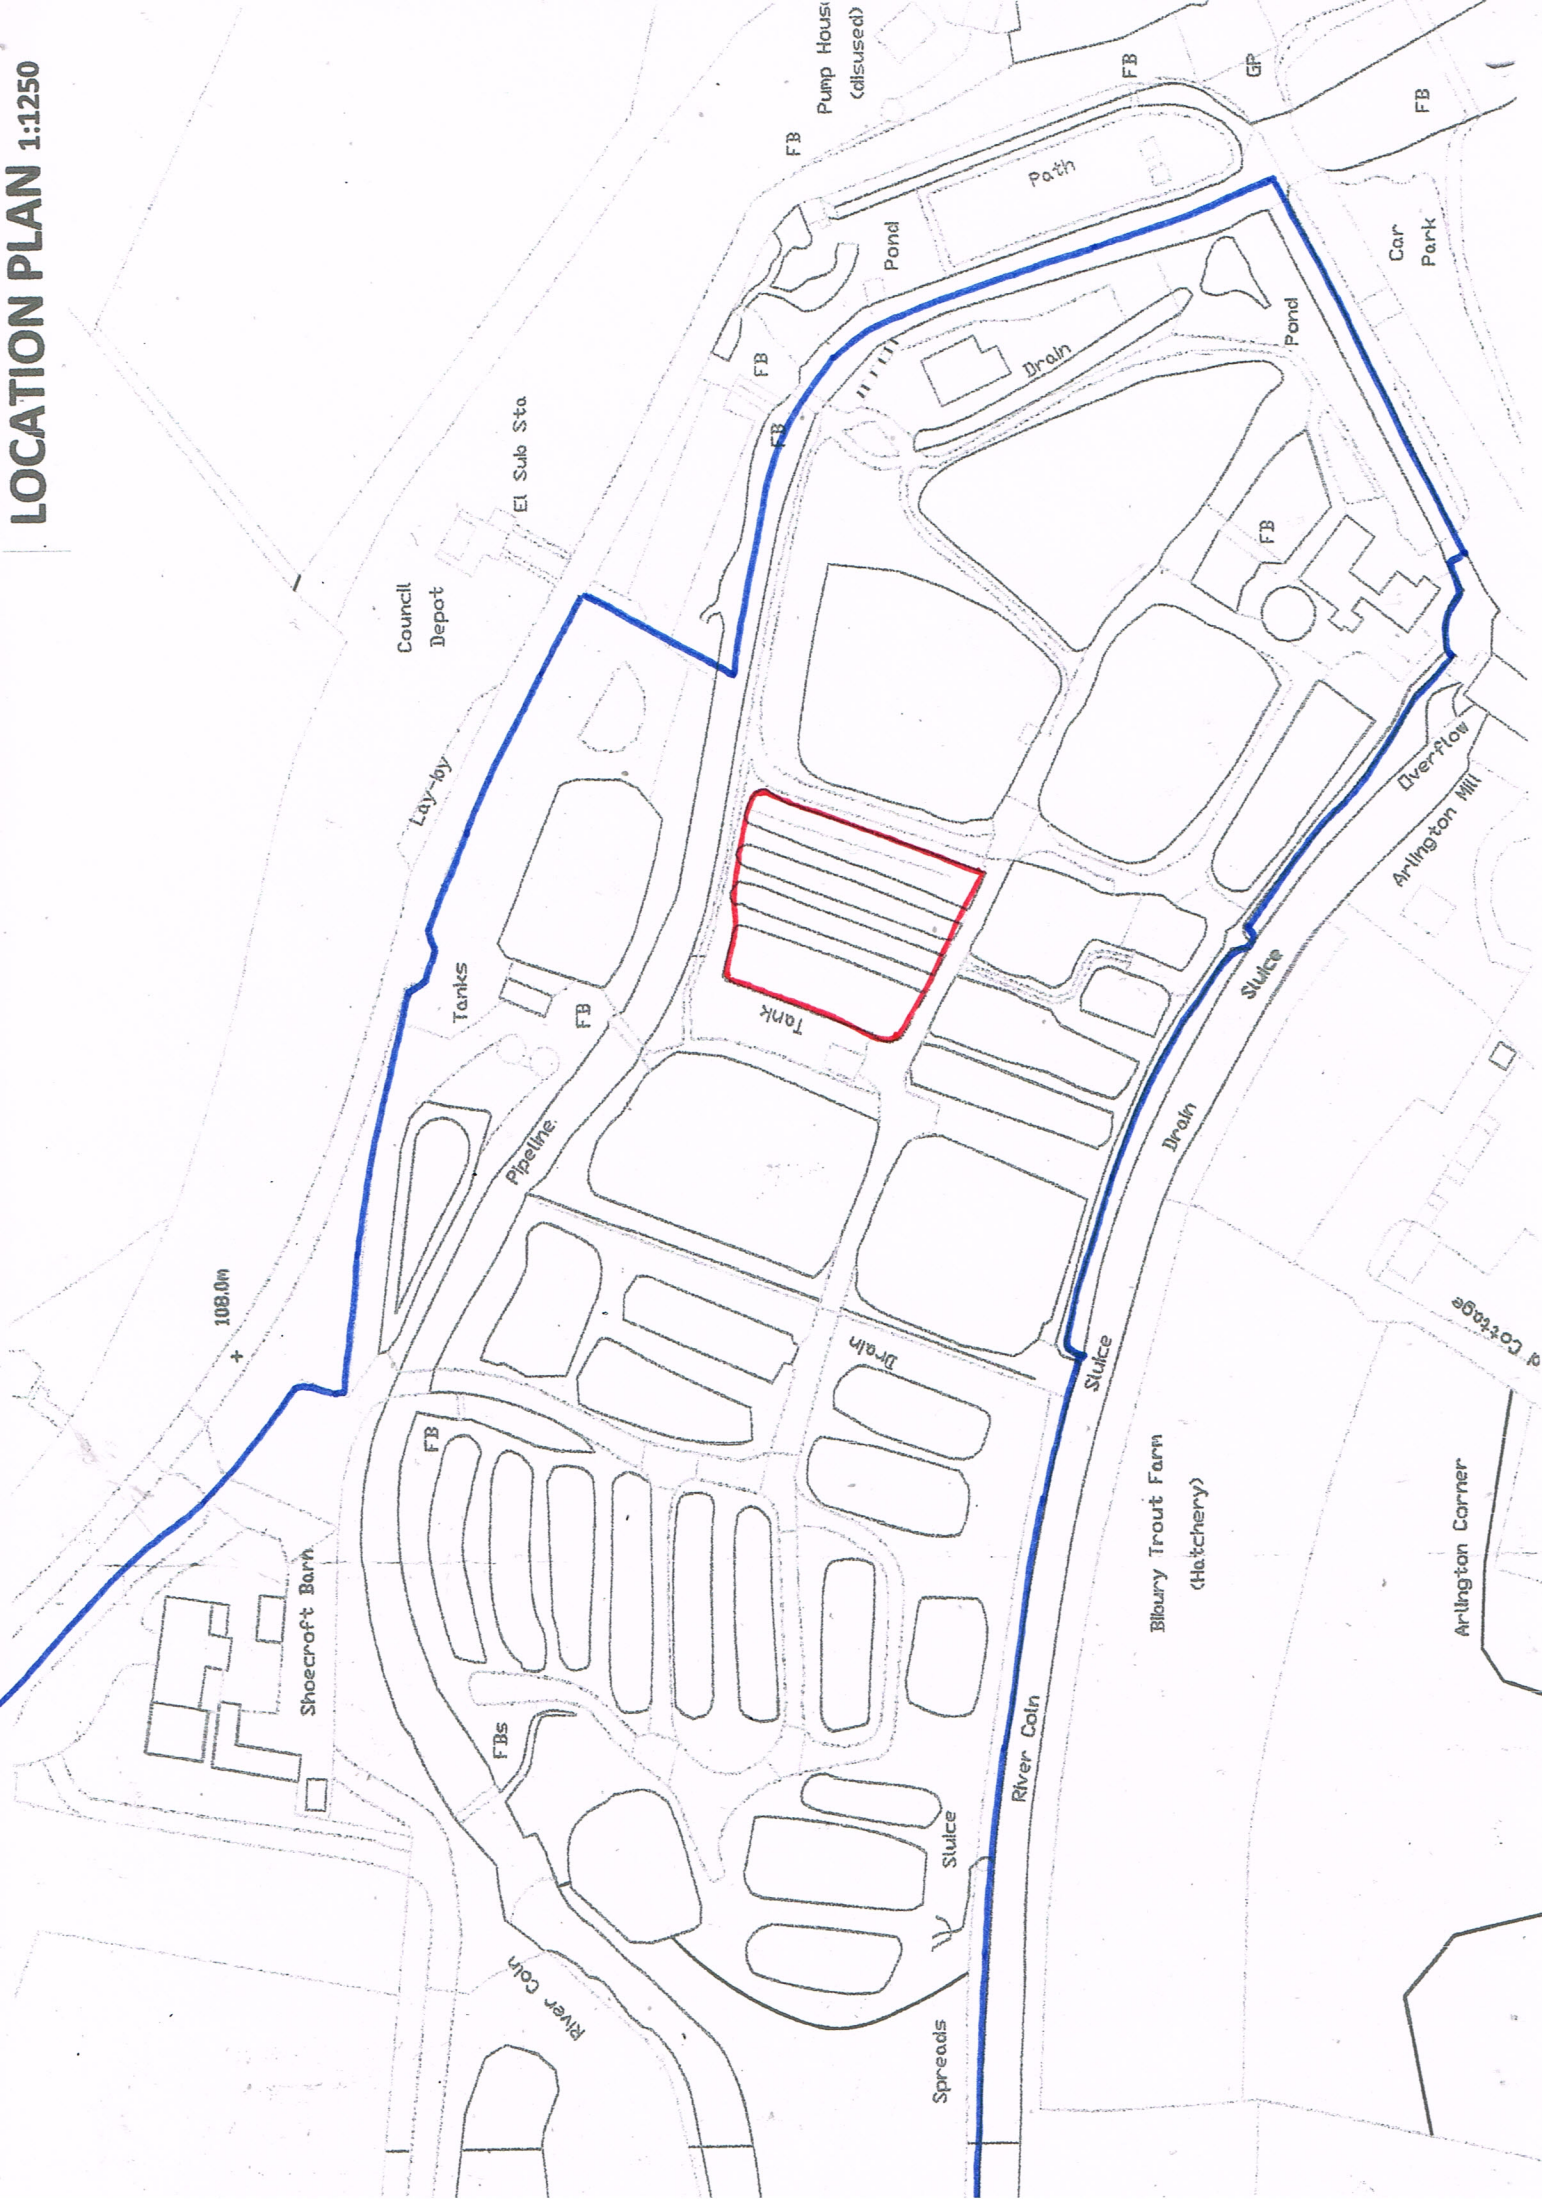 LOCATION PLAN 1:1250
Pump House
(disused)
FB
FB
GP
FB
Path
Pond
Car
Park
Pond
FB
Drain
FB
El Sub Sta
FB
Council
Depot
Overflow
Arlington Mill
Lay-by
Sluice
Tanks
FB
Tank
Drain
Pipeline
108.0m
Cottage
Drain
Sluice
FB
Bibury Trout Farm
(Hatchery)
Arlington Corner
Shoecraft Barn
FBs
River Coln
Sluice
River Coln
Spreads